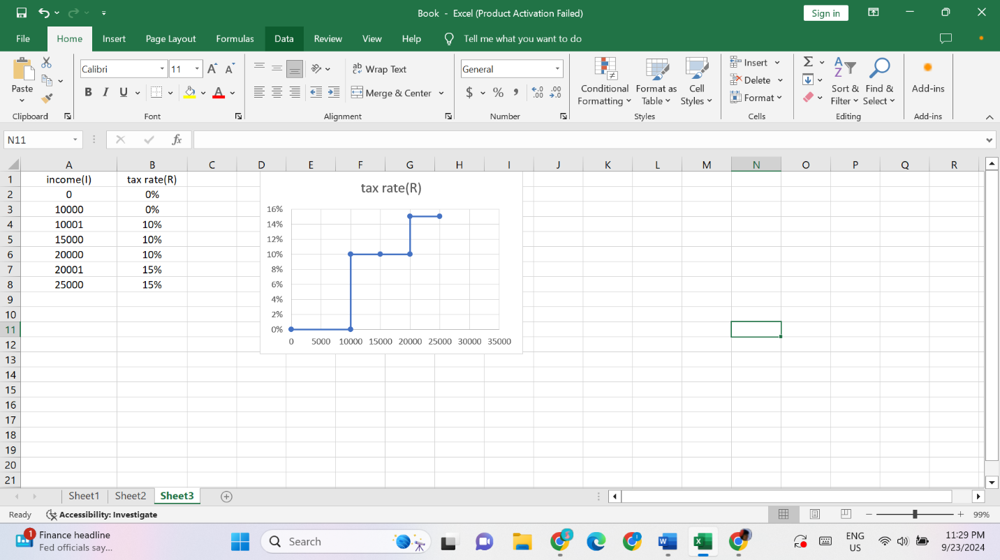 Book - Excel (Product Activation Failed)
Sign in
File Home Insert Page Layout Formulas Data Review View Help Tell me what you want to do
Paste
Clipboard
Calibri 11 A A
B I U A
Font
ab c Wrap Text
Merge & Center
Alignment
General
$ % , .0 .00 .00 .0
Number
Conditional Formatting
Format as Table
Cell Styles
Styles
Insert
Delete
Format
Cells
Sort & Filter
Find & Select
Editing
Add-ins
Add-ins
N11 fx
A B C D E F G H I J K L M N O P Q R
1 income(I) tax rate(R)
2 0 0%
3 10000 0%
4 10001 10%
5 15000 10%
6 20000 10%
7 20001 15%
8 25000 15%
9
10
11
12
13
14
15
16
17
18
19
20
21
tax rate(R)
16%
14%
12%
10%
8%
6%
4%
2%
0%
0 5000 10000 15000 20000 25000 30000 35000
Sheet1 Sheet2 Sheet3
Ready Accessibility: Investigate 99%
1 Finance headline
Fed officials say...
Search
ENG
US
11:29 PM
9/23/2024